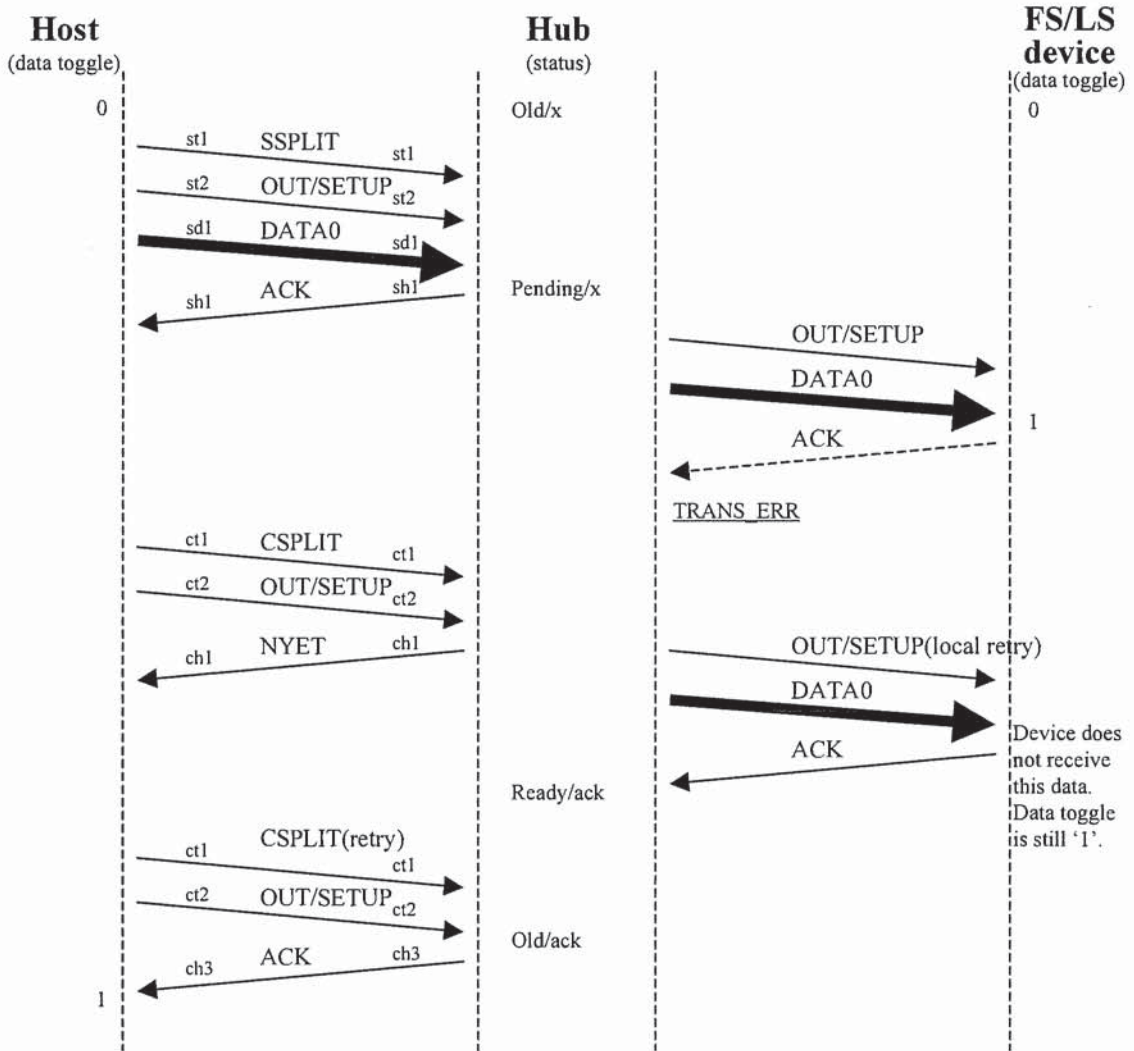 Host
(data toggle)
Hub
(status)
FS/LS
device
(data toggle)
0
Old/x
0
st1 SSPLIT st1
st2 OUT/SETUP st2
sd1 DATA0 sd1
sh1 ACK sh1
Pending/x
OUT/SETUP
DATA0
1
ACK
TRANS_ERR
ct1 CSPLIT ct1
ct2 OUT/SETUP ct2
ch1 NYET ch1
OUT/SETUP(local retry)
DATA0
ACK
Device does
not receive
this data.
Data toggle
is still ‘1’.
Ready/ack
ct1 CSPLIT(retry) ct1
ct2 OUT/SETUP ct2
Old/ack
ch3 ACK ch3
1